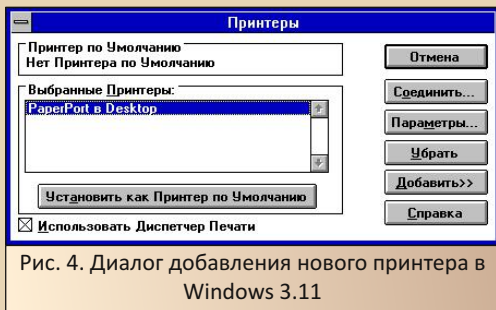 Принтеры
Принтер по Умолчанию
Нет Принтера по Умолчанию
Выбранные Принтеры:
PaperPort в Desktop
Установить как Принтер по Умолчанию
Использовать Диспетчер Печати
Отмена
Соединить...
Параметры...
Убрать
Добавить>>
Справка
Рис. 4. Диалог добавления нового принтера в
Windows 3.11